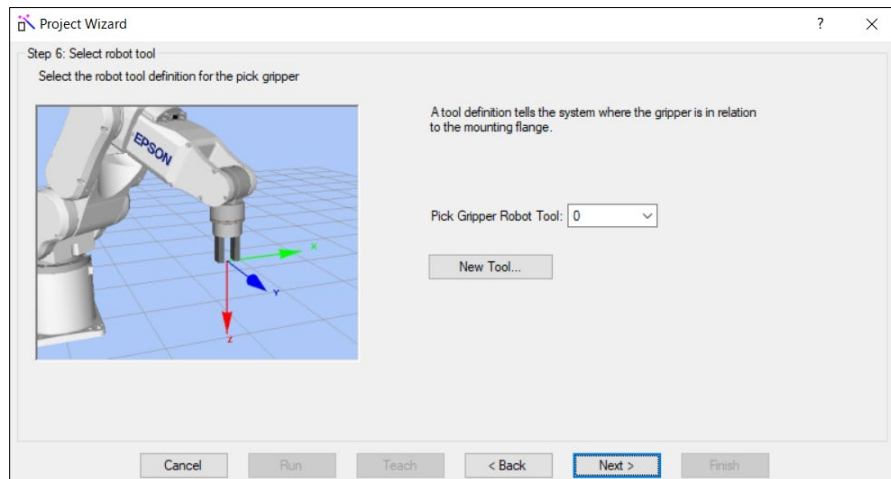 Project Wizard
?
Step 6: Select robot tool
Select the robot tool definition for the pick gripper
EPSON
X
Y
Z
A tool definition tells the system where the gripper is in relation
to the mounting flange.
Pick Gripper Robot Tool: 0
New Tool...
Cancel
Run
Teach
< Back
Next >
Finish